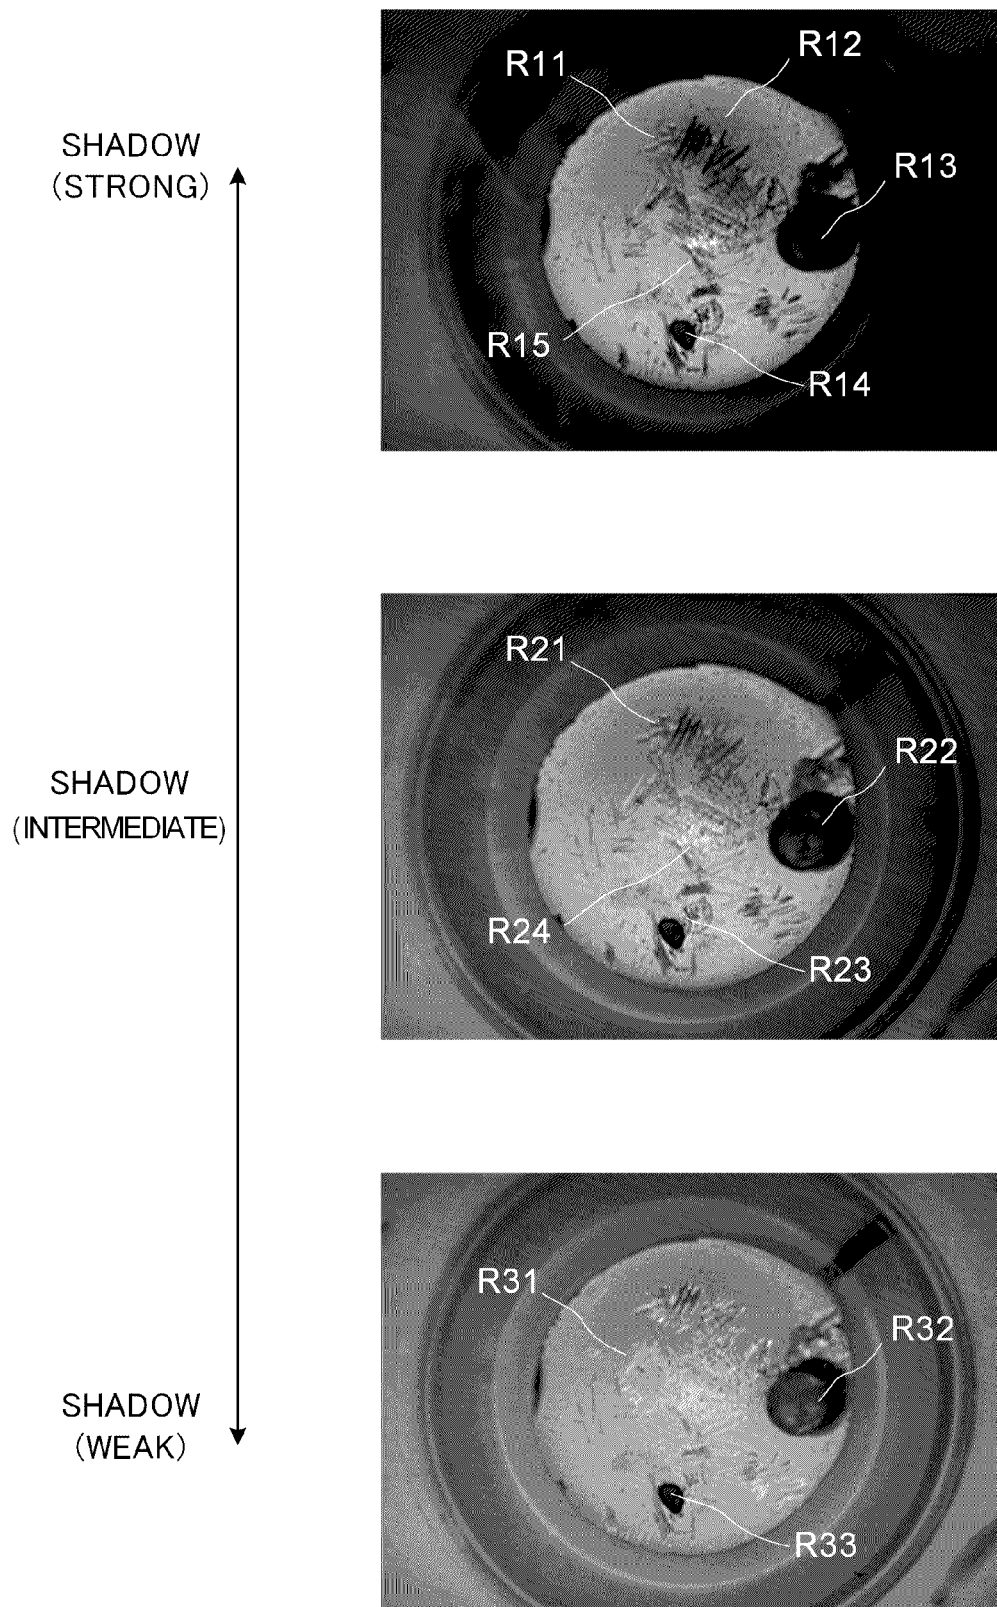 SHADOW
(STRONG)
R11
R12
R13
R15
R14
SHADOW
(INTERMEDIATE)
R21
R22
R24
R23
SHADOW
(WEAK)
R31
R32
R33